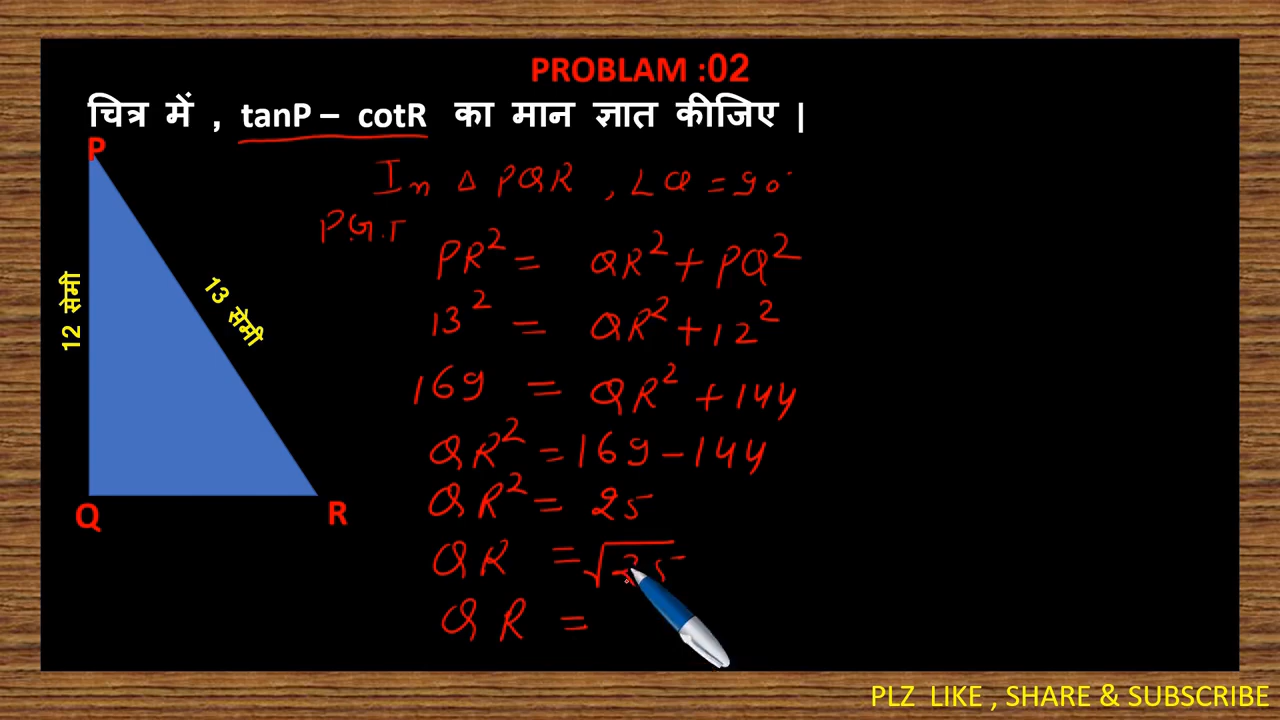 PROBLAM :02
चित्र में , tanP – cotR का मान ज्ञात कीजिए |
P
In Δ PQR , ∠Q = 90°
P.G.T
PR² = QR² + PQ²
12 सेमी
13 सेमी
13² = QR² + 12²
169 = QR² + 144
QR² = 169 – 144
QR² = 25
Q
R
QR = √25
QR =
PLZ LIKE , SHARE & SUBSCRIBE